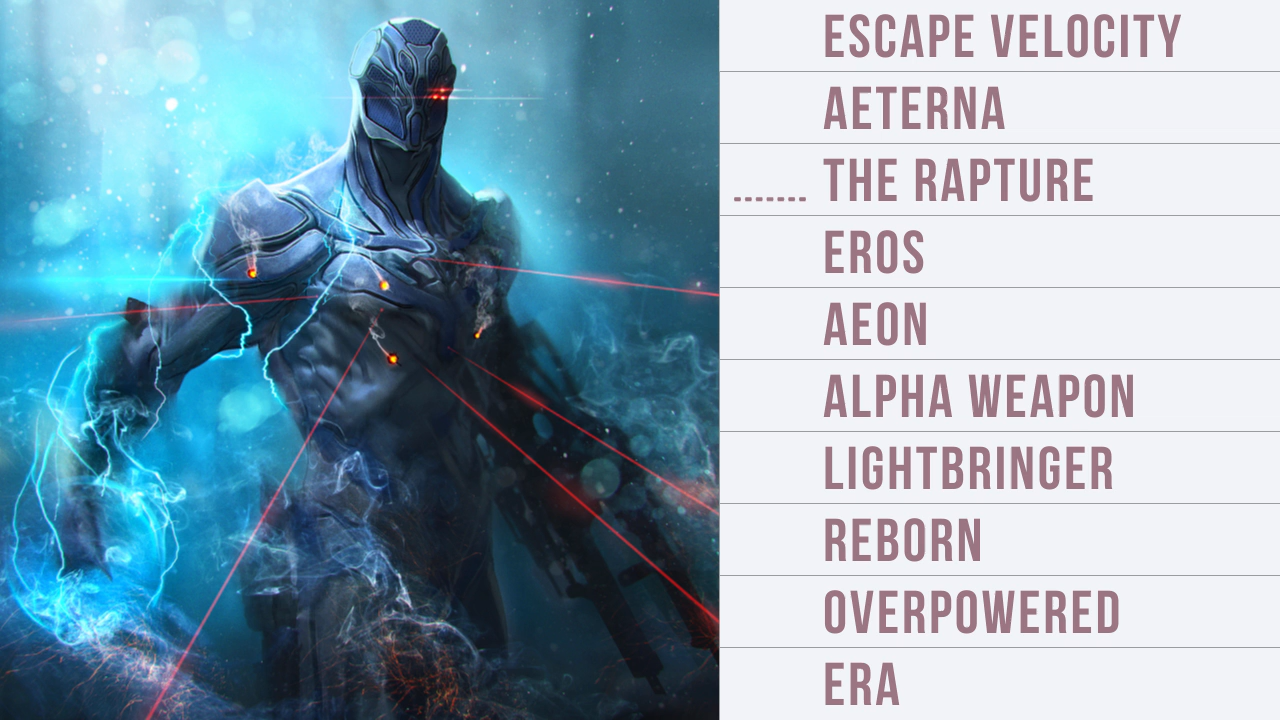 ESCAPE VELOCITY
AETERNA
THE RAPTURE
EROS
AEON
ALPHA WEAPON
LIGHTBRINGER
REBORN
OVERPOWERED
ERA